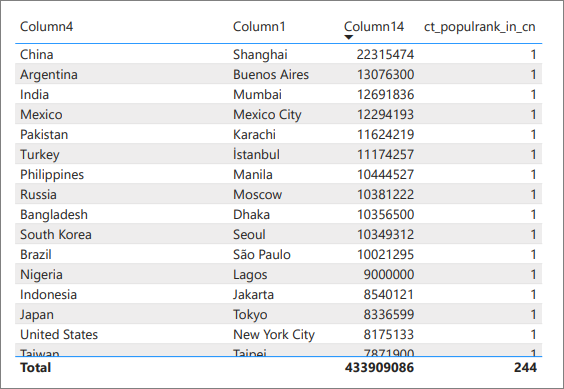 Column4 Column1 Column14 ct_populrank_in_cn
China Shanghai 22315474 1
Argentina Buenos Aires 13076300 1
India Mumbai 12691836 1
Mexico Mexico City 12294193 1
Pakistan Karachi 11624219 1
Turkey İstanbul 11174257 1
Philippines Manila 10444527 1
Russia Moscow 10381222 1
Bangladesh Dhaka 10356500 1
South Korea Seoul 10349312 1
Brazil São Paulo 10021295 1
Nigeria Lagos 9000000 1
Indonesia Jakarta 8540121 1
Japan Tokyo 8336599 1
United States New York City 8175133 1
Taiwan Taipei 7871900 1
Total 433909086 244